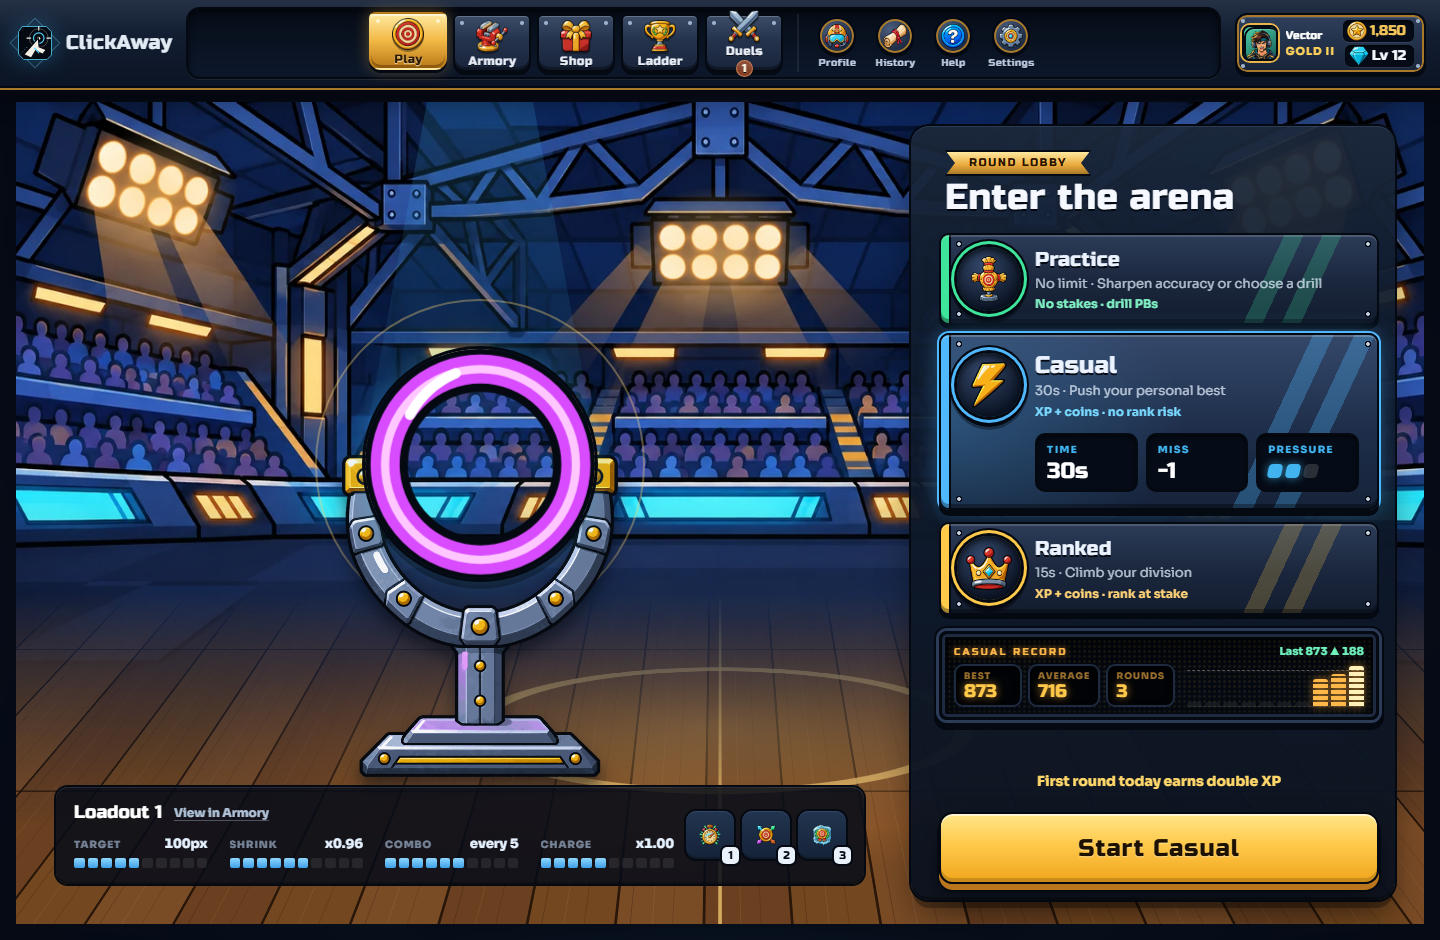 ClickAway
Play
Armory
Shop
Ladder
Duels
1
Profile
History
Help
Settings
Vector
GOLD II
1,850
Lv 12
ROUND LOBBY
Enter the arena
Practice
No limit · Sharpen accuracy or choose a drill
No stakes · drill PBs
Casual
30s · Push your personal best
XP + coins · no rank risk
TIME
30s
MISS
-1
PRESSURE
Ranked
15s · Climb your division
XP + coins · rank at stake
CASUAL RECORD
Last 873 ▲ 188
BEST
873
AVERAGE
716
ROUNDS
3
First round today earns double XP
Start Casual
Loadout 1 View in Armory
TARGET 100px
SHRINK x0.96
COMBO every 5
CHARGE x1.00
1
2
3